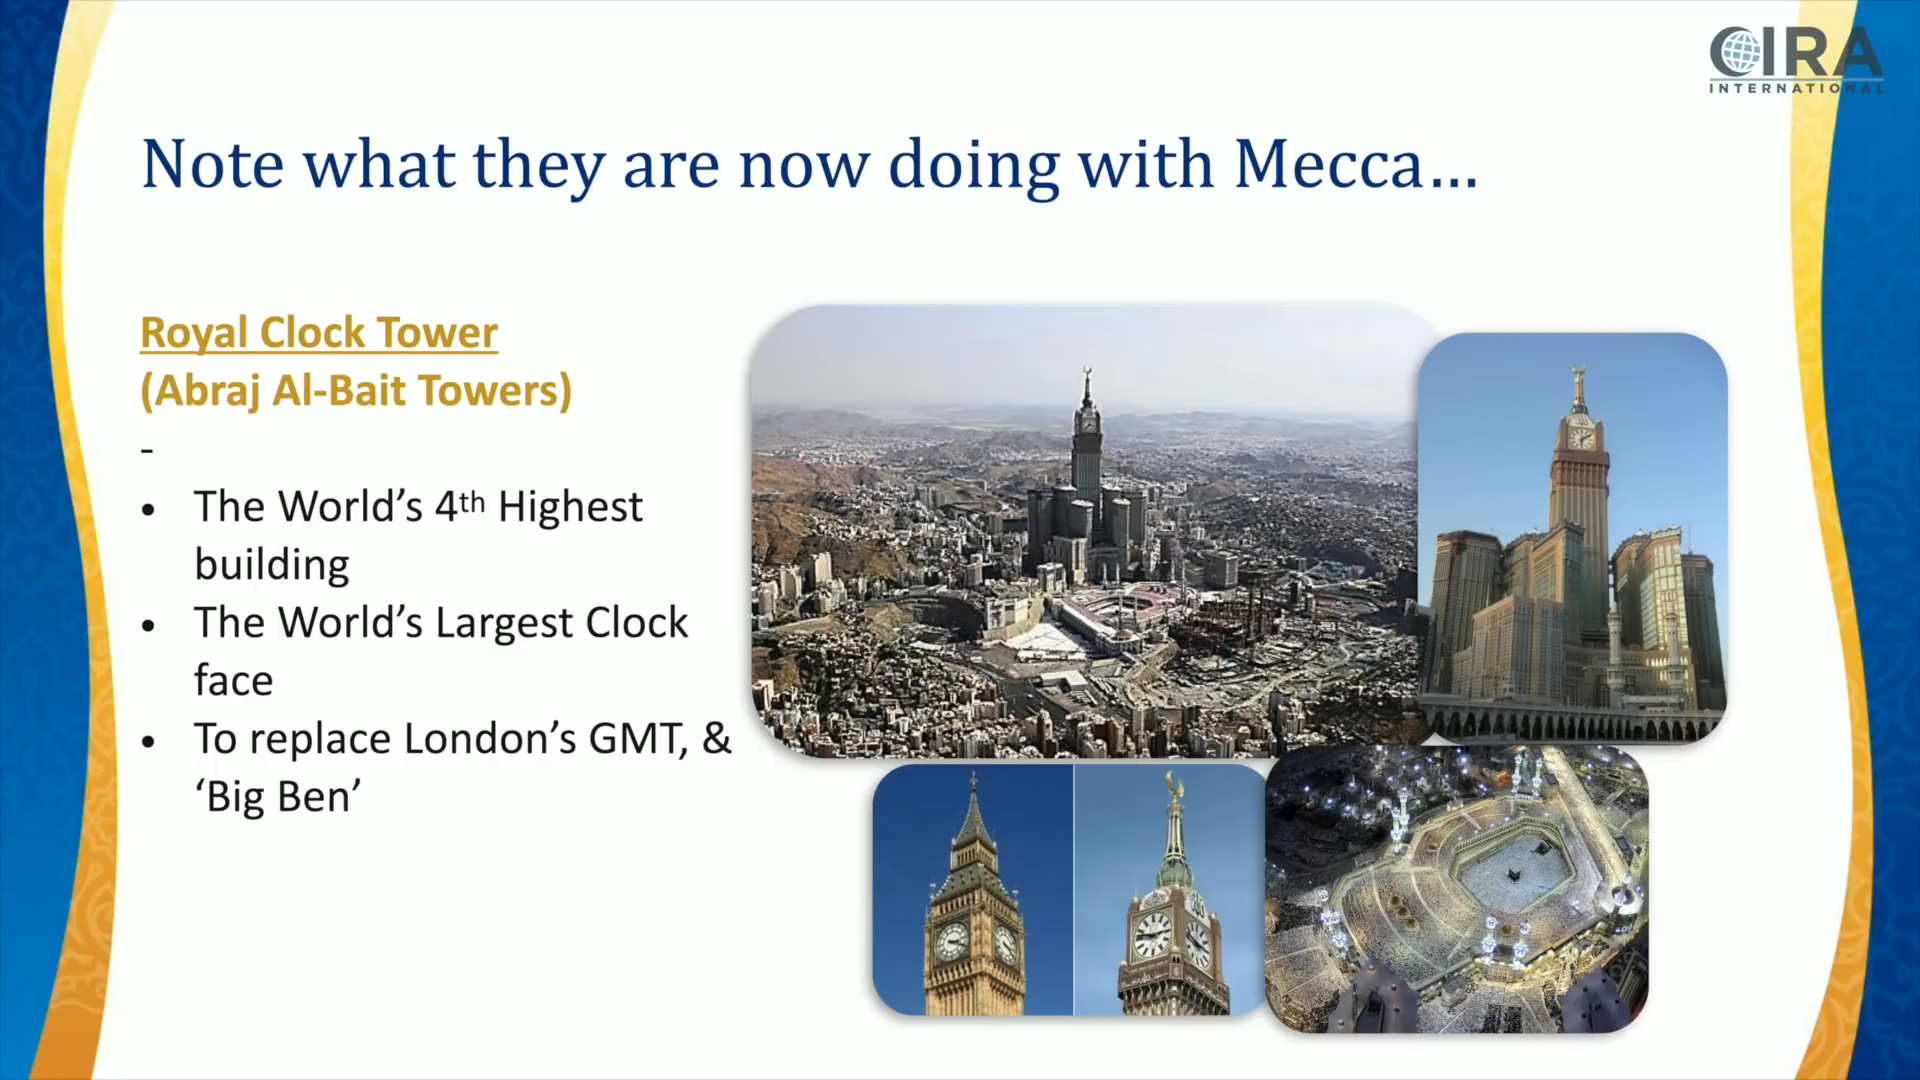 CIRA
INTERNATIONAL
Note what they are now doing with Mecca...
Royal Clock Tower
(Abraj Al-Bait Towers)
-
• The World’s 4th Highest
building
• The World’s Largest Clock
face
• To replace London’s GMT, &
‘Big Ben’